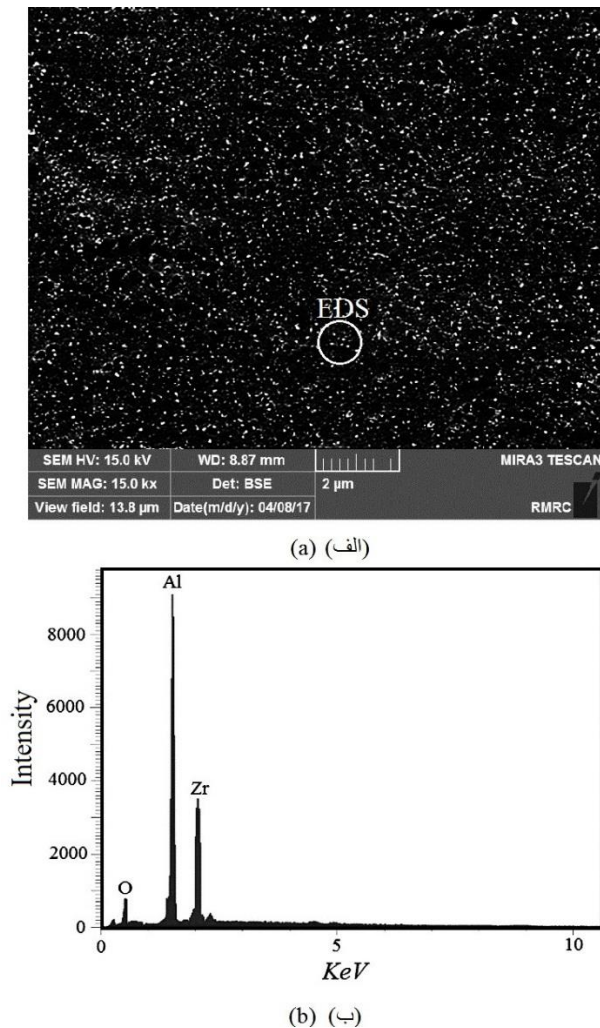 EDS
SEM HV: 15.0 kV WD: 8.87 mm MIRA3 TESCAN
SEM MAG: 15.0 kx Det: BSE 2 µm
View field: 13.8 µm Date(m/d/y): 04/08/17 RMRC
(a) (الف)
Al
8000
6000
Intensity
Zr
4000
2000
O
0
0 5 10
KeV
(b) (ب)